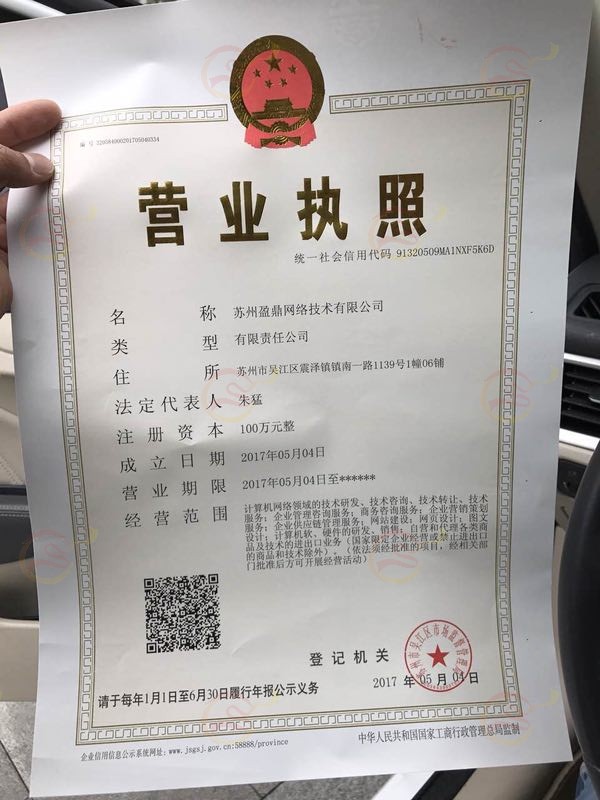 编 号 320584000201705040334
营业执照
统一社会信用代码 91320509MA1NXF5K6D
名称 苏州盈鼎网络技术有限公司
类型 有限责任公司
住所 苏州市吴江区震泽镇镇南一路1139号1幢06铺
法定代表人 朱猛
注册资本 100万元整
成立日期 2017年05月04日
营业期限 2017年05月04日至******
经营范围 计算机网络领域的技术研发、技术咨询、技术转让、技术
服务；企业管理咨询服务；商务咨询服务；企业营销策划
服务；企业供应链管理服务；网站建设；网页设计；图文
设计；计算机软、硬件的研发、销售；自营和代理各类商
品及技术的进出口业务（国家限定企业经营或禁止进出口
的商品和技术除外）。（依法须经批准的项目，经相关部
门批准后方可开展经营活动）
登记机关
苏州市吴江区市场监督管理局
2017 年 05 月 04 日
请于每年1月1日至6月30日履行年报公示义务
企业信用信息公示系统网址：www.jsgsj.gov.cn:58888/province
中华人民共和国国家工商行政管理总局监制